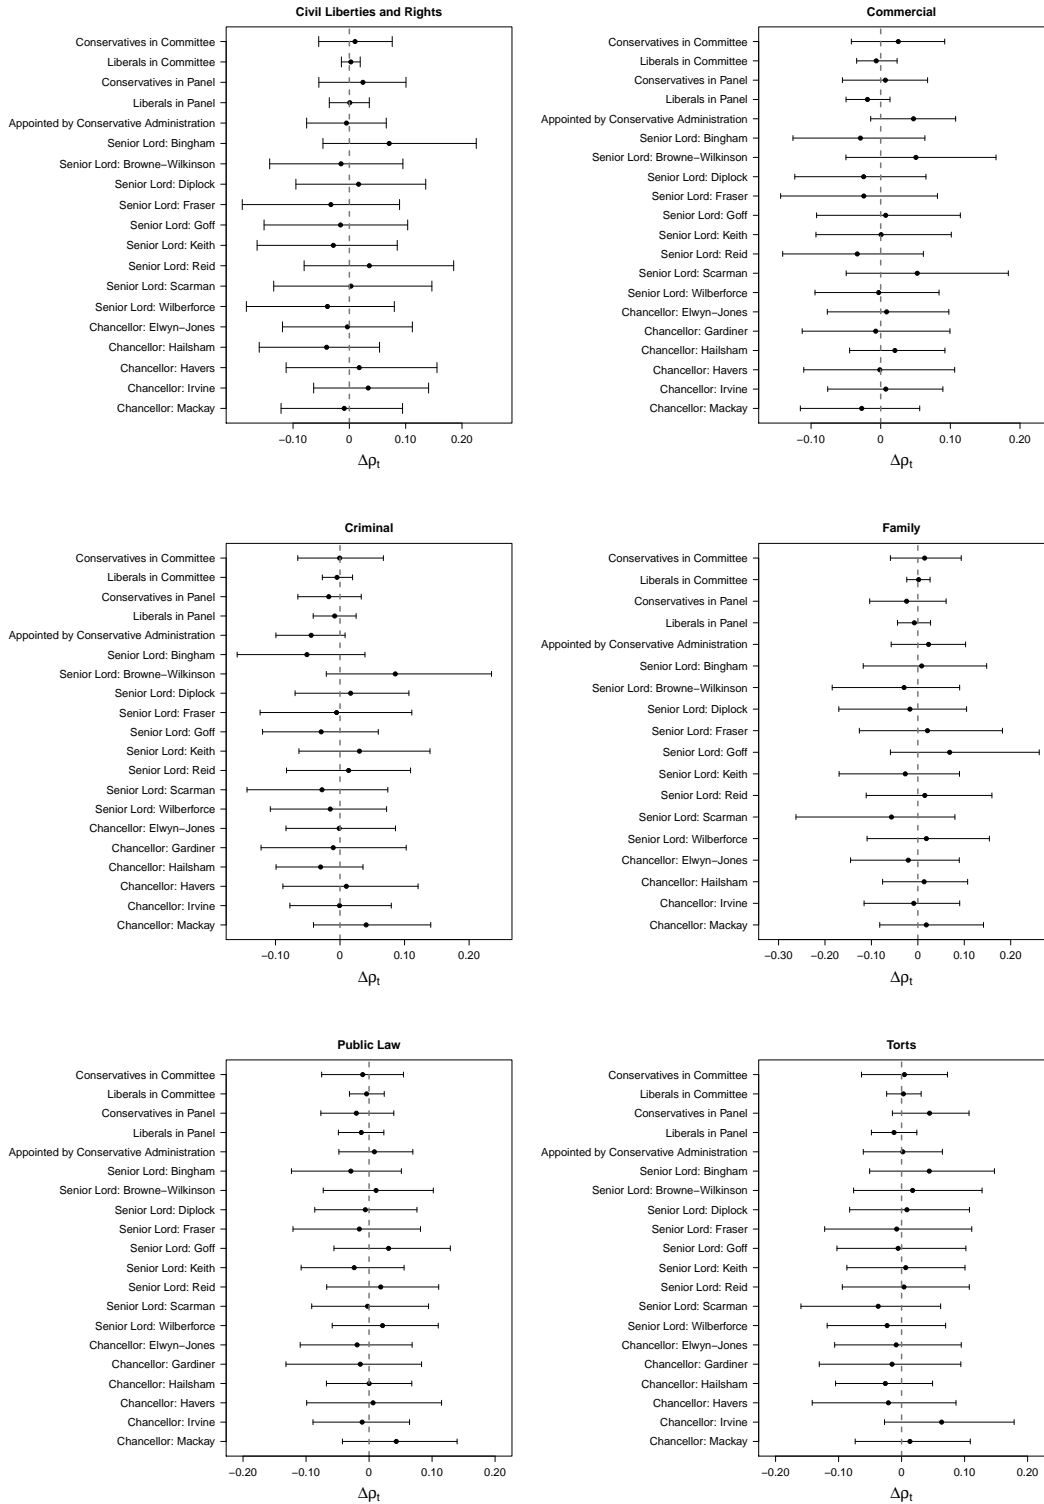 Civil Liberties and Rights
Conservatives in Committee
Liberals in Committee
Conservatives in Panel
Liberals in Panel
Appointed by Conservative Administration
Senior Lord: Bingham
Senior Lord: Browne−Wilkinson
Senior Lord: Diplock
Senior Lord: Fraser
Senior Lord: Goff
Senior Lord: Keith
Senior Lord: Reid
Senior Lord: Scarman
Senior Lord: Wilberforce
Chancellor: Elwyn−Jones
Chancellor: Hailsham
Chancellor: Havers
Chancellor: Irvine
Chancellor: Mackay
−0.10 0 0.10 0.20
Δρt
Commercial
Conservatives in Committee
Liberals in Committee
Conservatives in Panel
Liberals in Panel
Appointed by Conservative Administration
Senior Lord: Bingham
Senior Lord: Browne−Wilkinson
Senior Lord: Diplock
Senior Lord: Fraser
Senior Lord: Goff
Senior Lord: Keith
Senior Lord: Reid
Senior Lord: Scarman
Senior Lord: Wilberforce
Chancellor: Elwyn−Jones
Chancellor: Gardiner
Chancellor: Hailsham
Chancellor: Havers
Chancellor: Irvine
Chancellor: Mackay
−0.10 0 0.10 0.20
Δρt
Criminal
Conservatives in Committee
Liberals in Committee
Conservatives in Panel
Liberals in Panel
Appointed by Conservative Administration
Senior Lord: Bingham
Senior Lord: Browne−Wilkinson
Senior Lord: Diplock
Senior Lord: Fraser
Senior Lord: Goff
Senior Lord: Keith
Senior Lord: Reid
Senior Lord: Scarman
Senior Lord: Wilberforce
Chancellor: Elwyn−Jones
Chancellor: Gardiner
Chancellor: Hailsham
Chancellor: Havers
Chancellor: Irvine
Chancellor: Mackay
−0.10 0 0.10 0.20
Δρt
Family
Conservatives in Committee
Liberals in Committee
Conservatives in Panel
Liberals in Panel
Appointed by Conservative Administration
Senior Lord: Bingham
Senior Lord: Browne−Wilkinson
Senior Lord: Diplock
Senior Lord: Fraser
Senior Lord: Goff
Senior Lord: Keith
Senior Lord: Reid
Senior Lord: Scarman
Senior Lord: Wilberforce
Chancellor: Elwyn−Jones
Chancellor: Hailsham
Chancellor: Irvine
Chancellor: Mackay
−0.30 −0.20 −0.10 0 0.10 0.20
Δρt
Public Law
Conservatives in Committee
Liberals in Committee
Conservatives in Panel
Liberals in Panel
Appointed by Conservative Administration
Senior Lord: Bingham
Senior Lord: Browne−Wilkinson
Senior Lord: Diplock
Senior Lord: Fraser
Senior Lord: Goff
Senior Lord: Keith
Senior Lord: Reid
Senior Lord: Scarman
Senior Lord: Wilberforce
Chancellor: Elwyn−Jones
Chancellor: Gardiner
Chancellor: Hailsham
Chancellor: Havers
Chancellor: Irvine
Chancellor: Mackay
−0.20 −0.10 0 0.10 0.20
Δρt
Torts
Conservatives in Committee
Liberals in Committee
Conservatives in Panel
Liberals in Panel
Appointed by Conservative Administration
Senior Lord: Bingham
Senior Lord: Browne−Wilkinson
Senior Lord: Diplock
Senior Lord: Fraser
Senior Lord: Goff
Senior Lord: Keith
Senior Lord: Reid
Senior Lord: Scarman
Senior Lord: Wilberforce
Chancellor: Elwyn−Jones
Chancellor: Gardiner
Chancellor: Hailsham
Chancellor: Havers
Chancellor: Irvine
Chancellor: Mackay
−0.20 −0.10 0 0.10 0.20
Δρt